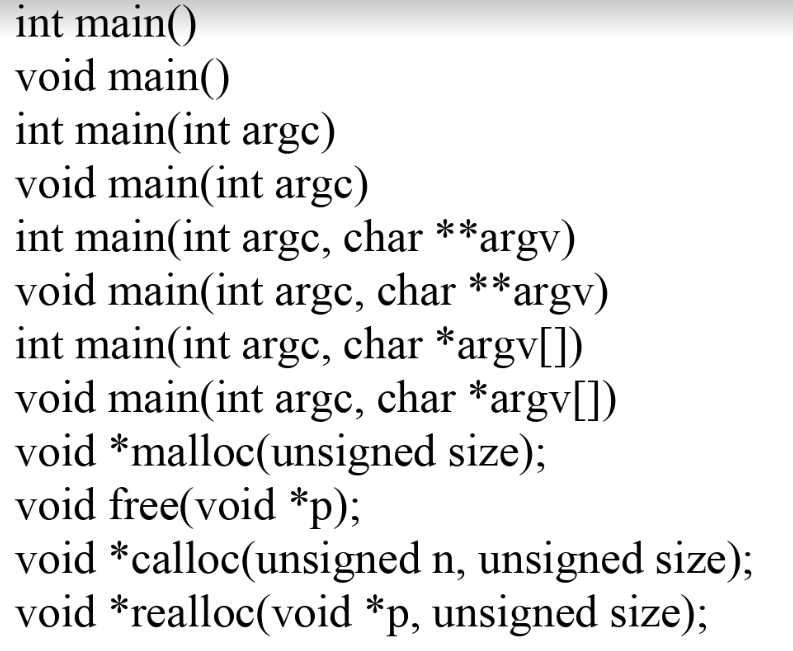 int main()
void main()
int main(int argc)
void main(int argc)
int main(int argc, char **argv)
void main(int argc, char **argv)
int main(int argc, char *argv[])
void main(int argc, char *argv[])
void *malloc(unsigned size);
void free(void *p);
void *calloc(unsigned n, unsigned size);
void *realloc(void *p, unsigned size);